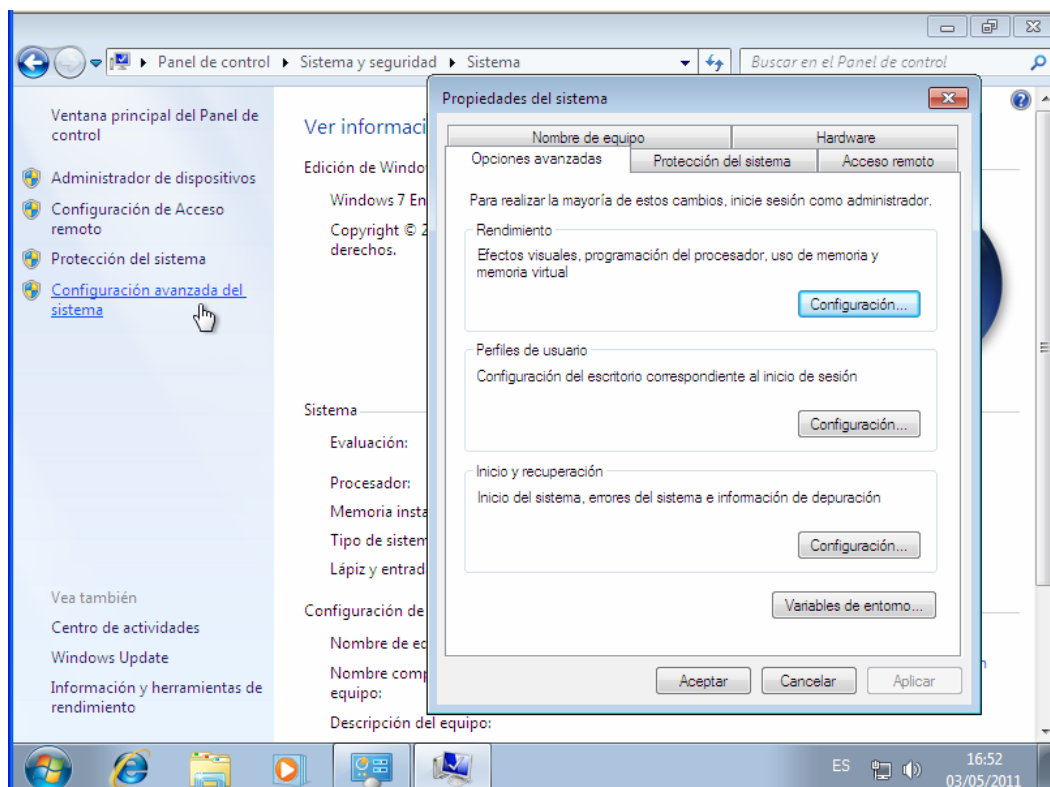 Panel de control
Sistema y seguridad
Sistema
Buscar en el Panel de control
Ventana principal del Panel de
control
Administrador de dispositivos
Configuración de Acceso
remoto
Protección del sistema
Configuración avanzada del
sistema
Vea también
Centro de actividades
Windows Update
Información y herramientas de
rendimiento
Ver informaci
Edición de Windo
Windows 7 En
Copyright © 2
derechos.
Sistema
Evaluación:
Procesador:
Memoria insta
Tipo de sistem
Lápiz y entrad
Configuración de
Nombre de ec
Nombre comp
equipo:
Descripción del equipo:
Propiedades del sistema
Nombre de equipo
Hardware
Opciones avanzadas
Protección del sistema
Acceso remoto
Para realizar la mayoría de estos cambios, inicie sesión como administrador.
Rendimiento
Efectos visuales, programación del procesador, uso de memoria y
memoria virtual
Configuración...
Perfiles de usuario
Configuración del escritorio correspondiente al inicio de sesión
Configuración...
Inicio y recuperación
Inicio del sistema, errores del sistema e información de depuración
Configuración...
Variables de entorno...
Aceptar
Cancelar
Aplicar
ES
16:52
03/05/2011